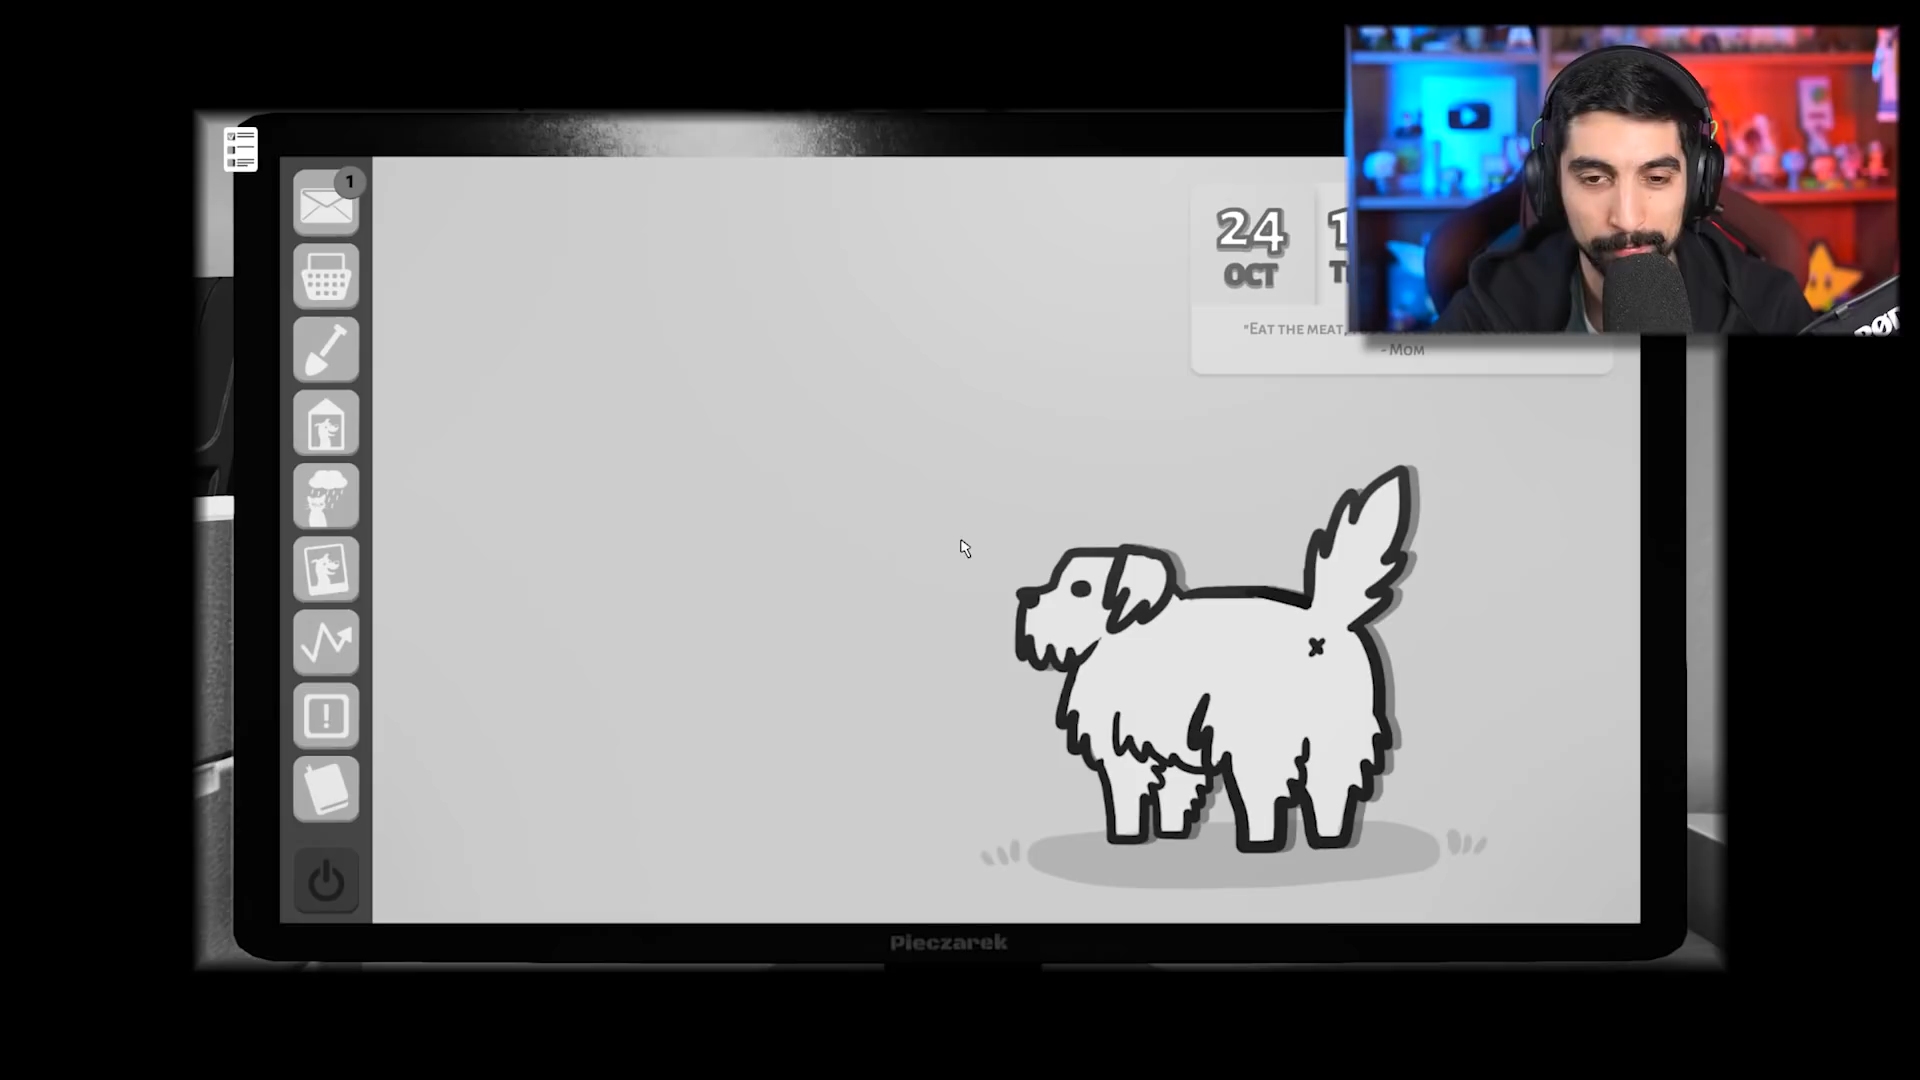 1
24
OCT
"EAT THE MEAT,
- MOM
Pieczarek